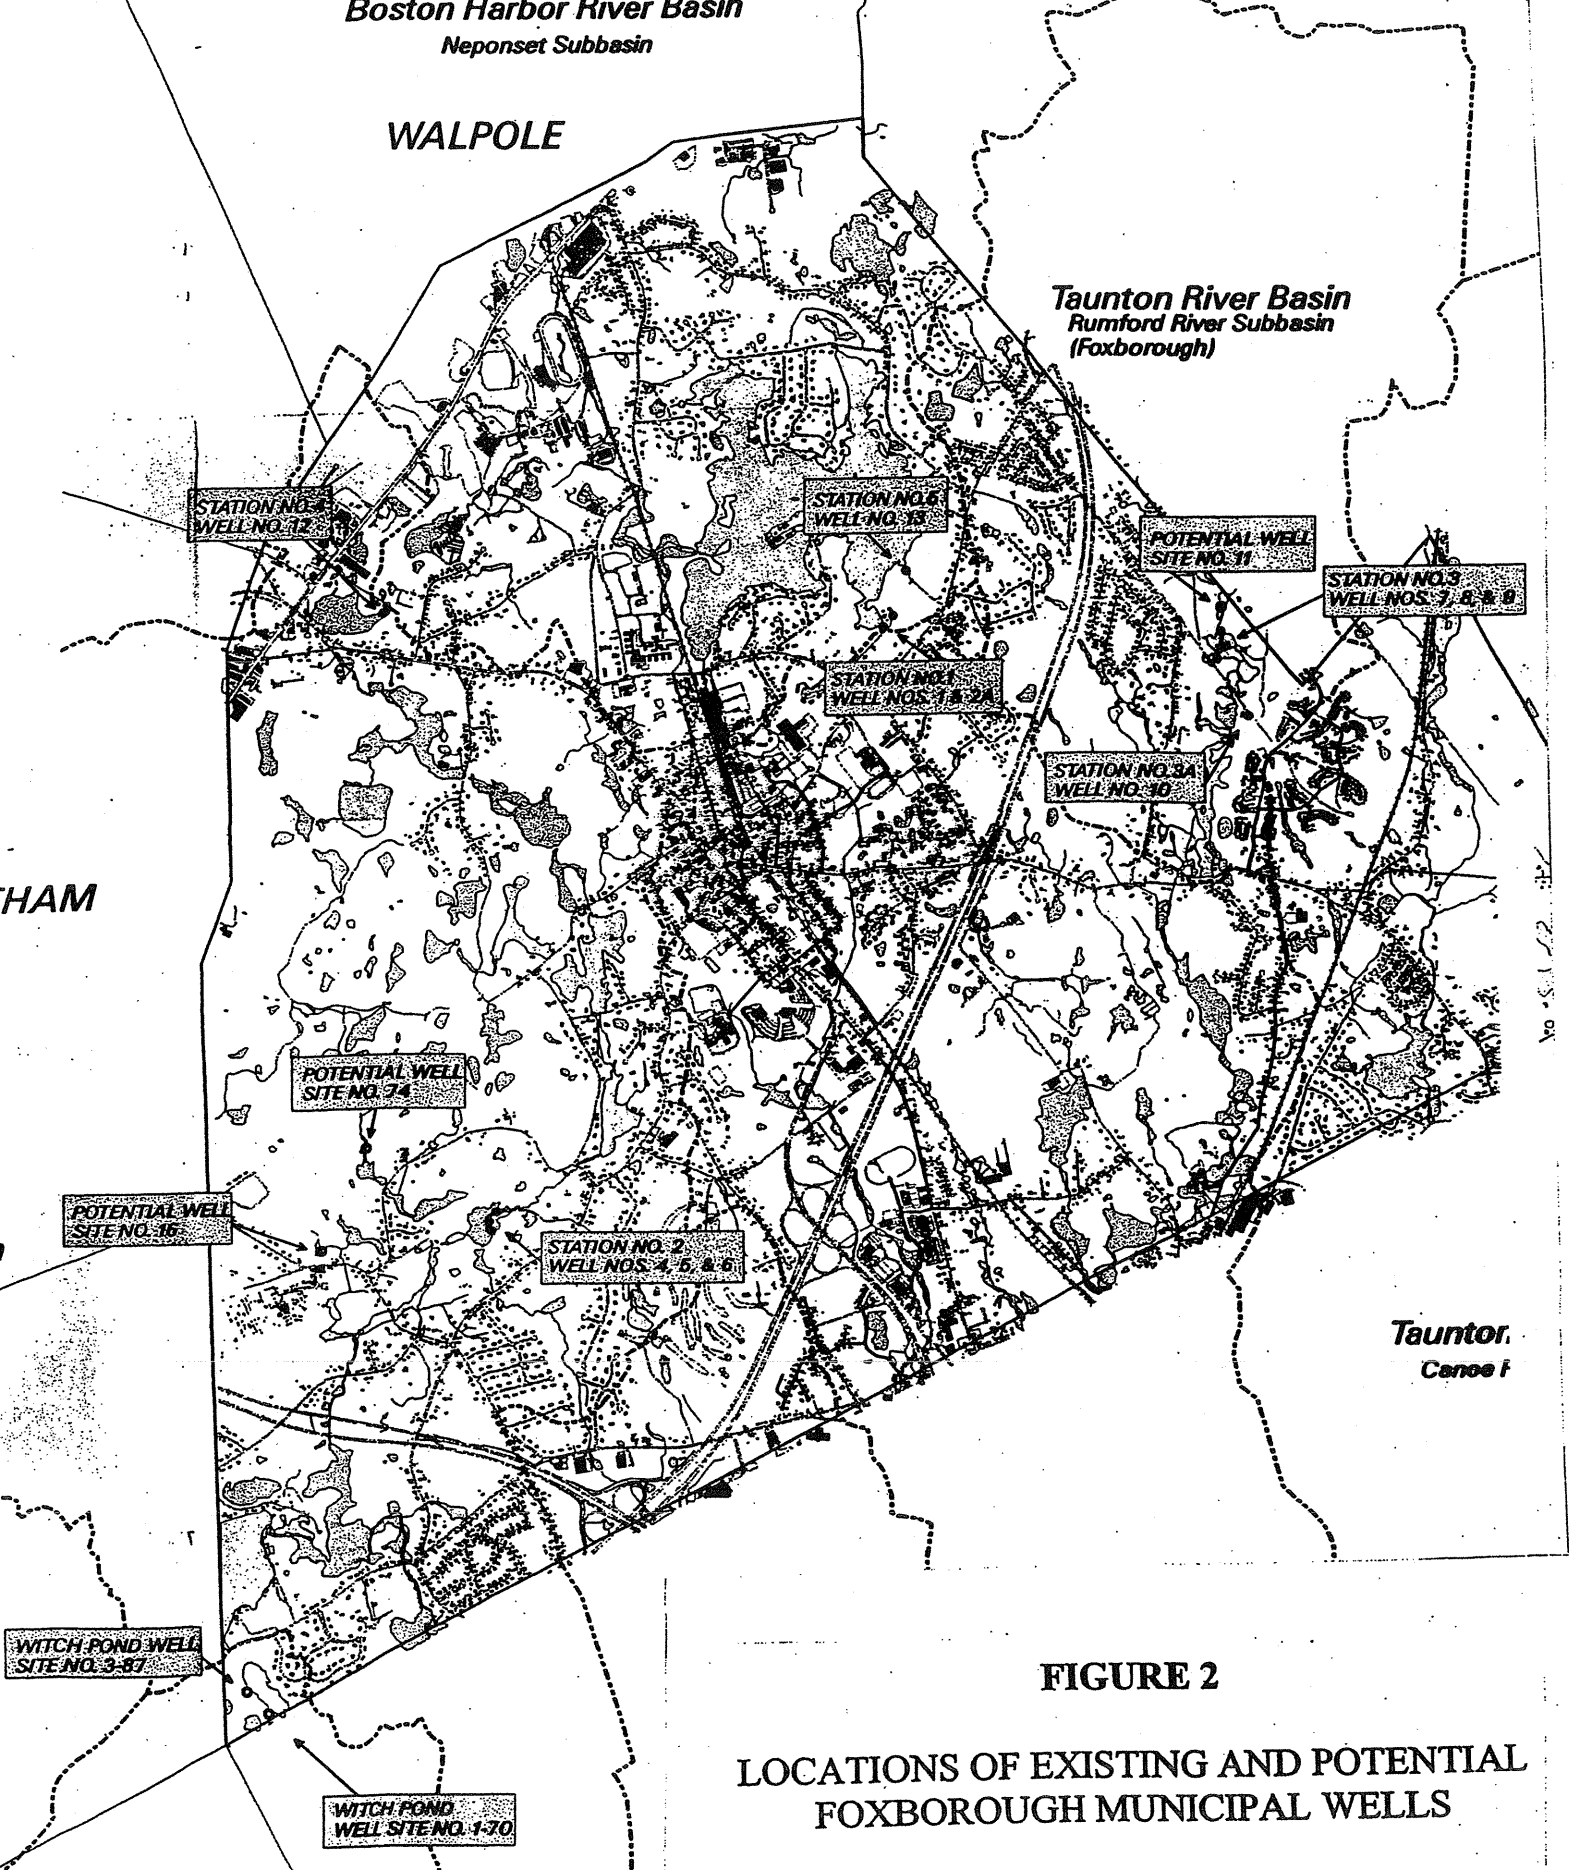 Boston Harbor River Basin
Neponset Subbasin
WALPOLE
Taunton River Basin
Rumford River Subbasin
(Foxborough)
STATION NO. 4
WELL NO. 12
STATION NO. 6
WELL NO. 13
POTENTIAL WELL
SITE NO. 11
STATION NO. 3
WELL NOS. 7, 8, & 9
STATION NO. 1
WELL NOS. 1 & 2A
STATION NO. 3A
WELL NO. 10
THAM
POTENTIAL WELL
SITE NO. 74
POTENTIAL WELL
SITE NO. 16
STATION NO. 2
WELL NOS. 4, 5, & 6
Taunton
Canoe
WITCH POND WELL
SITE NO. 3-87
FIGURE 2
LOCATIONS OF EXISTING AND POTENTIAL
FOXBOROUGH MUNICIPAL WELLS
WITCH POND
WELL SITE NO. 1-70